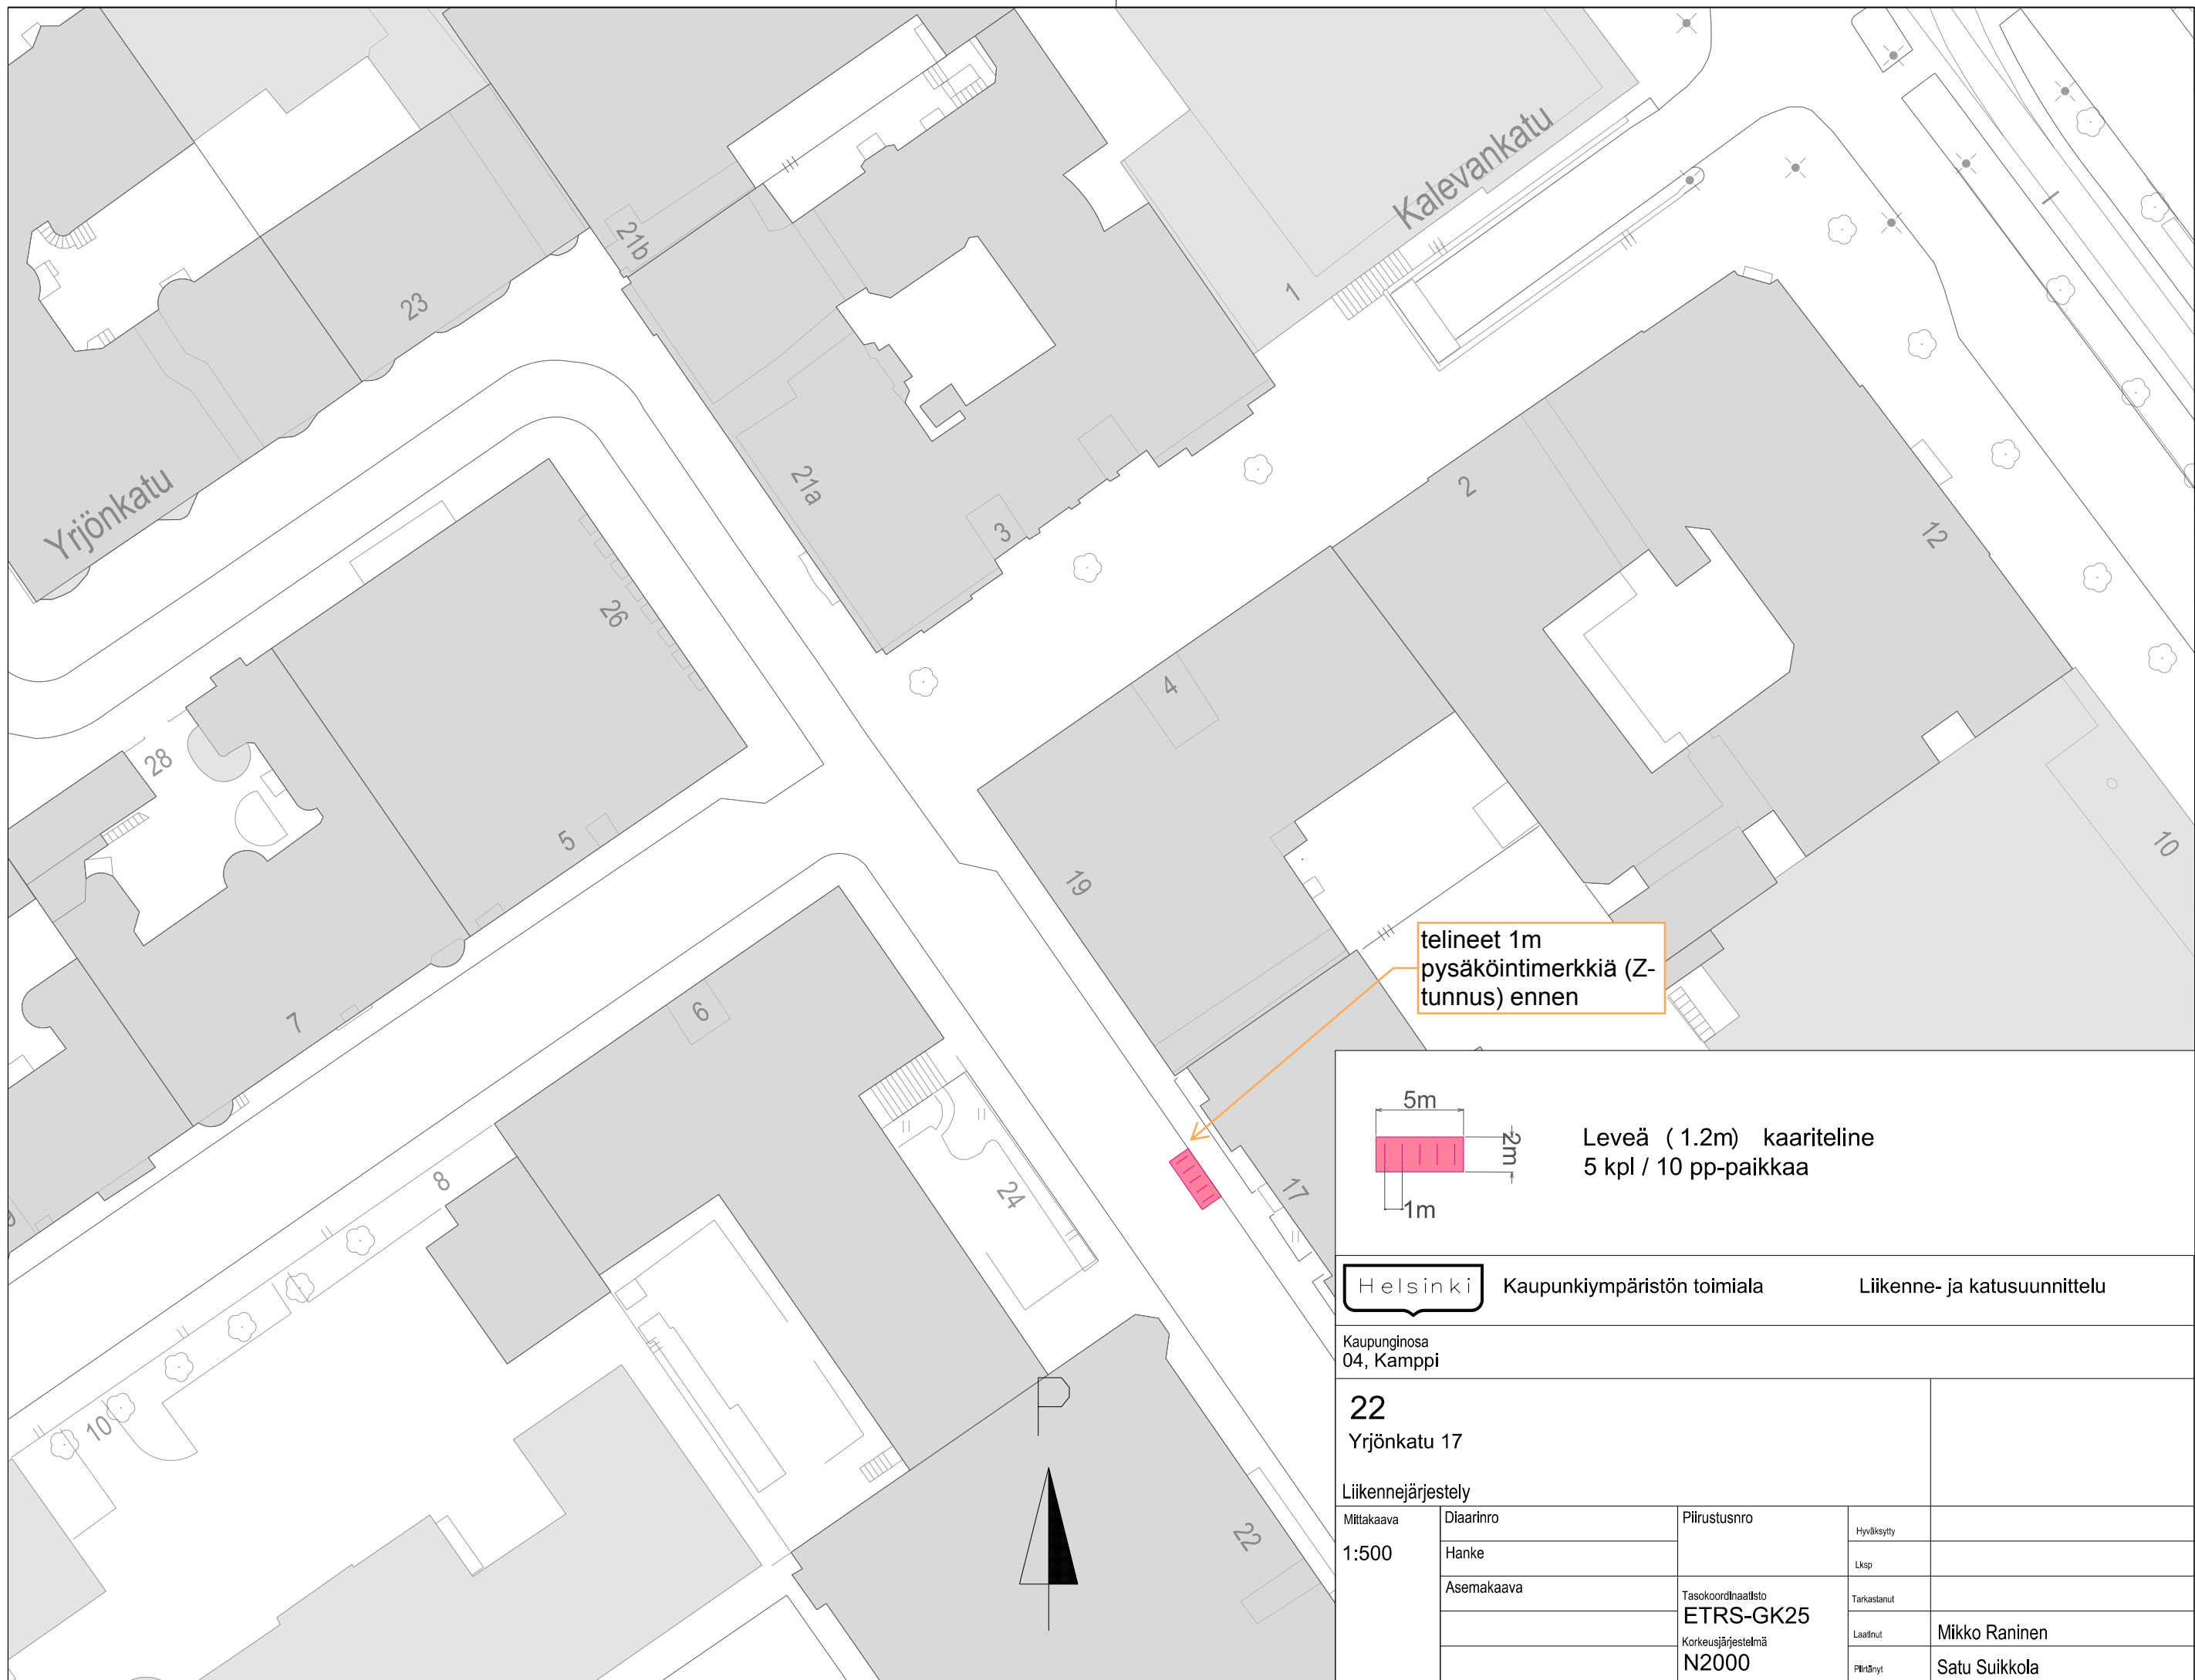 Kalevankatu
21b
23
1
Yrjönkatu
21a
3
2
12
26
4
28
5
19
10
telineet 1m
pysäköintimerkkiä (Z-
tunnus) ennen
7
6
8
24
17
9
10
22
P
5m
2m
1m
Leveä (1.2m) kaariteline
5 kpl / 10 pp-paikkaa
Helsinki
Kaupunkiympäristön toimiala
Liikenne- ja katusuunnittelu
Kaupunginosa
04, Kamppi
22
Yrjönkatu 17
Liikennejärjestely
Mittakaava
1:500
Diaarinro
Hanke
Asemakaava
Piirustusnro
Tasokoordinaatisto
ETRS-GK25
Korkeusjärjestelmä
N2000
Hyväksytty
Lksp
Tarkastanut
Laatinut
Mikko Raninen
Piirtänyt
Satu Suikkola